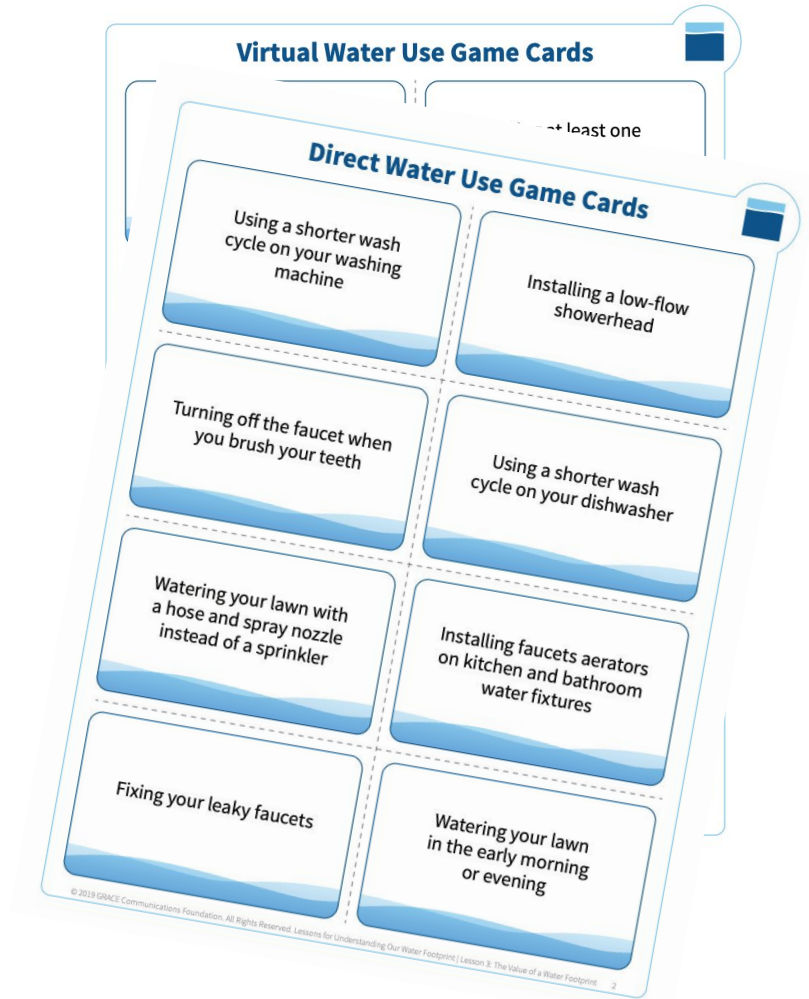 Virtual Water Use Game Cards
at least one
Direct Water Use Game Cards
Using a shorter wash
cycle on your washing
machine
Installing a low-flow
showerhead
Turning off the faucet when
you brush your teeth
Using a shorter wash
cycle on your dishwasher
Watering your lawn with
a hose and spray nozzle
instead of a sprinkler
Installing faucets aerators
on kitchen and bathroom
water fixtures
Fixing your leaky faucets
Watering your lawn
in the early morning
or evening
© 2019 GRACE Communications Foundation. All Rights Reserved. Lessons for Understanding Our Water Footprint | Lesson 3: The Value of a Water Footprint 2